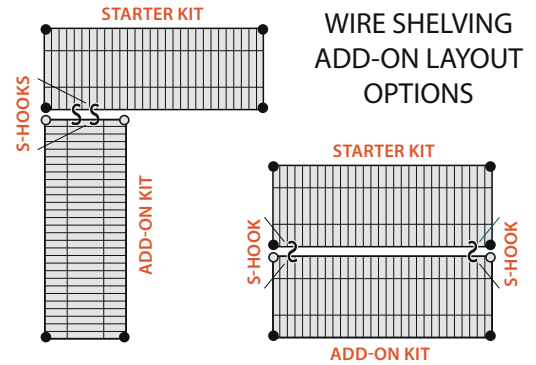 STARTER KIT
WIRE SHELVING
ADD-ON LAYOUT
OPTIONS
S-HOOKS
ADD-ON KIT
STARTER KIT
S-HOOK
S-HOOK
ADD-ON KIT